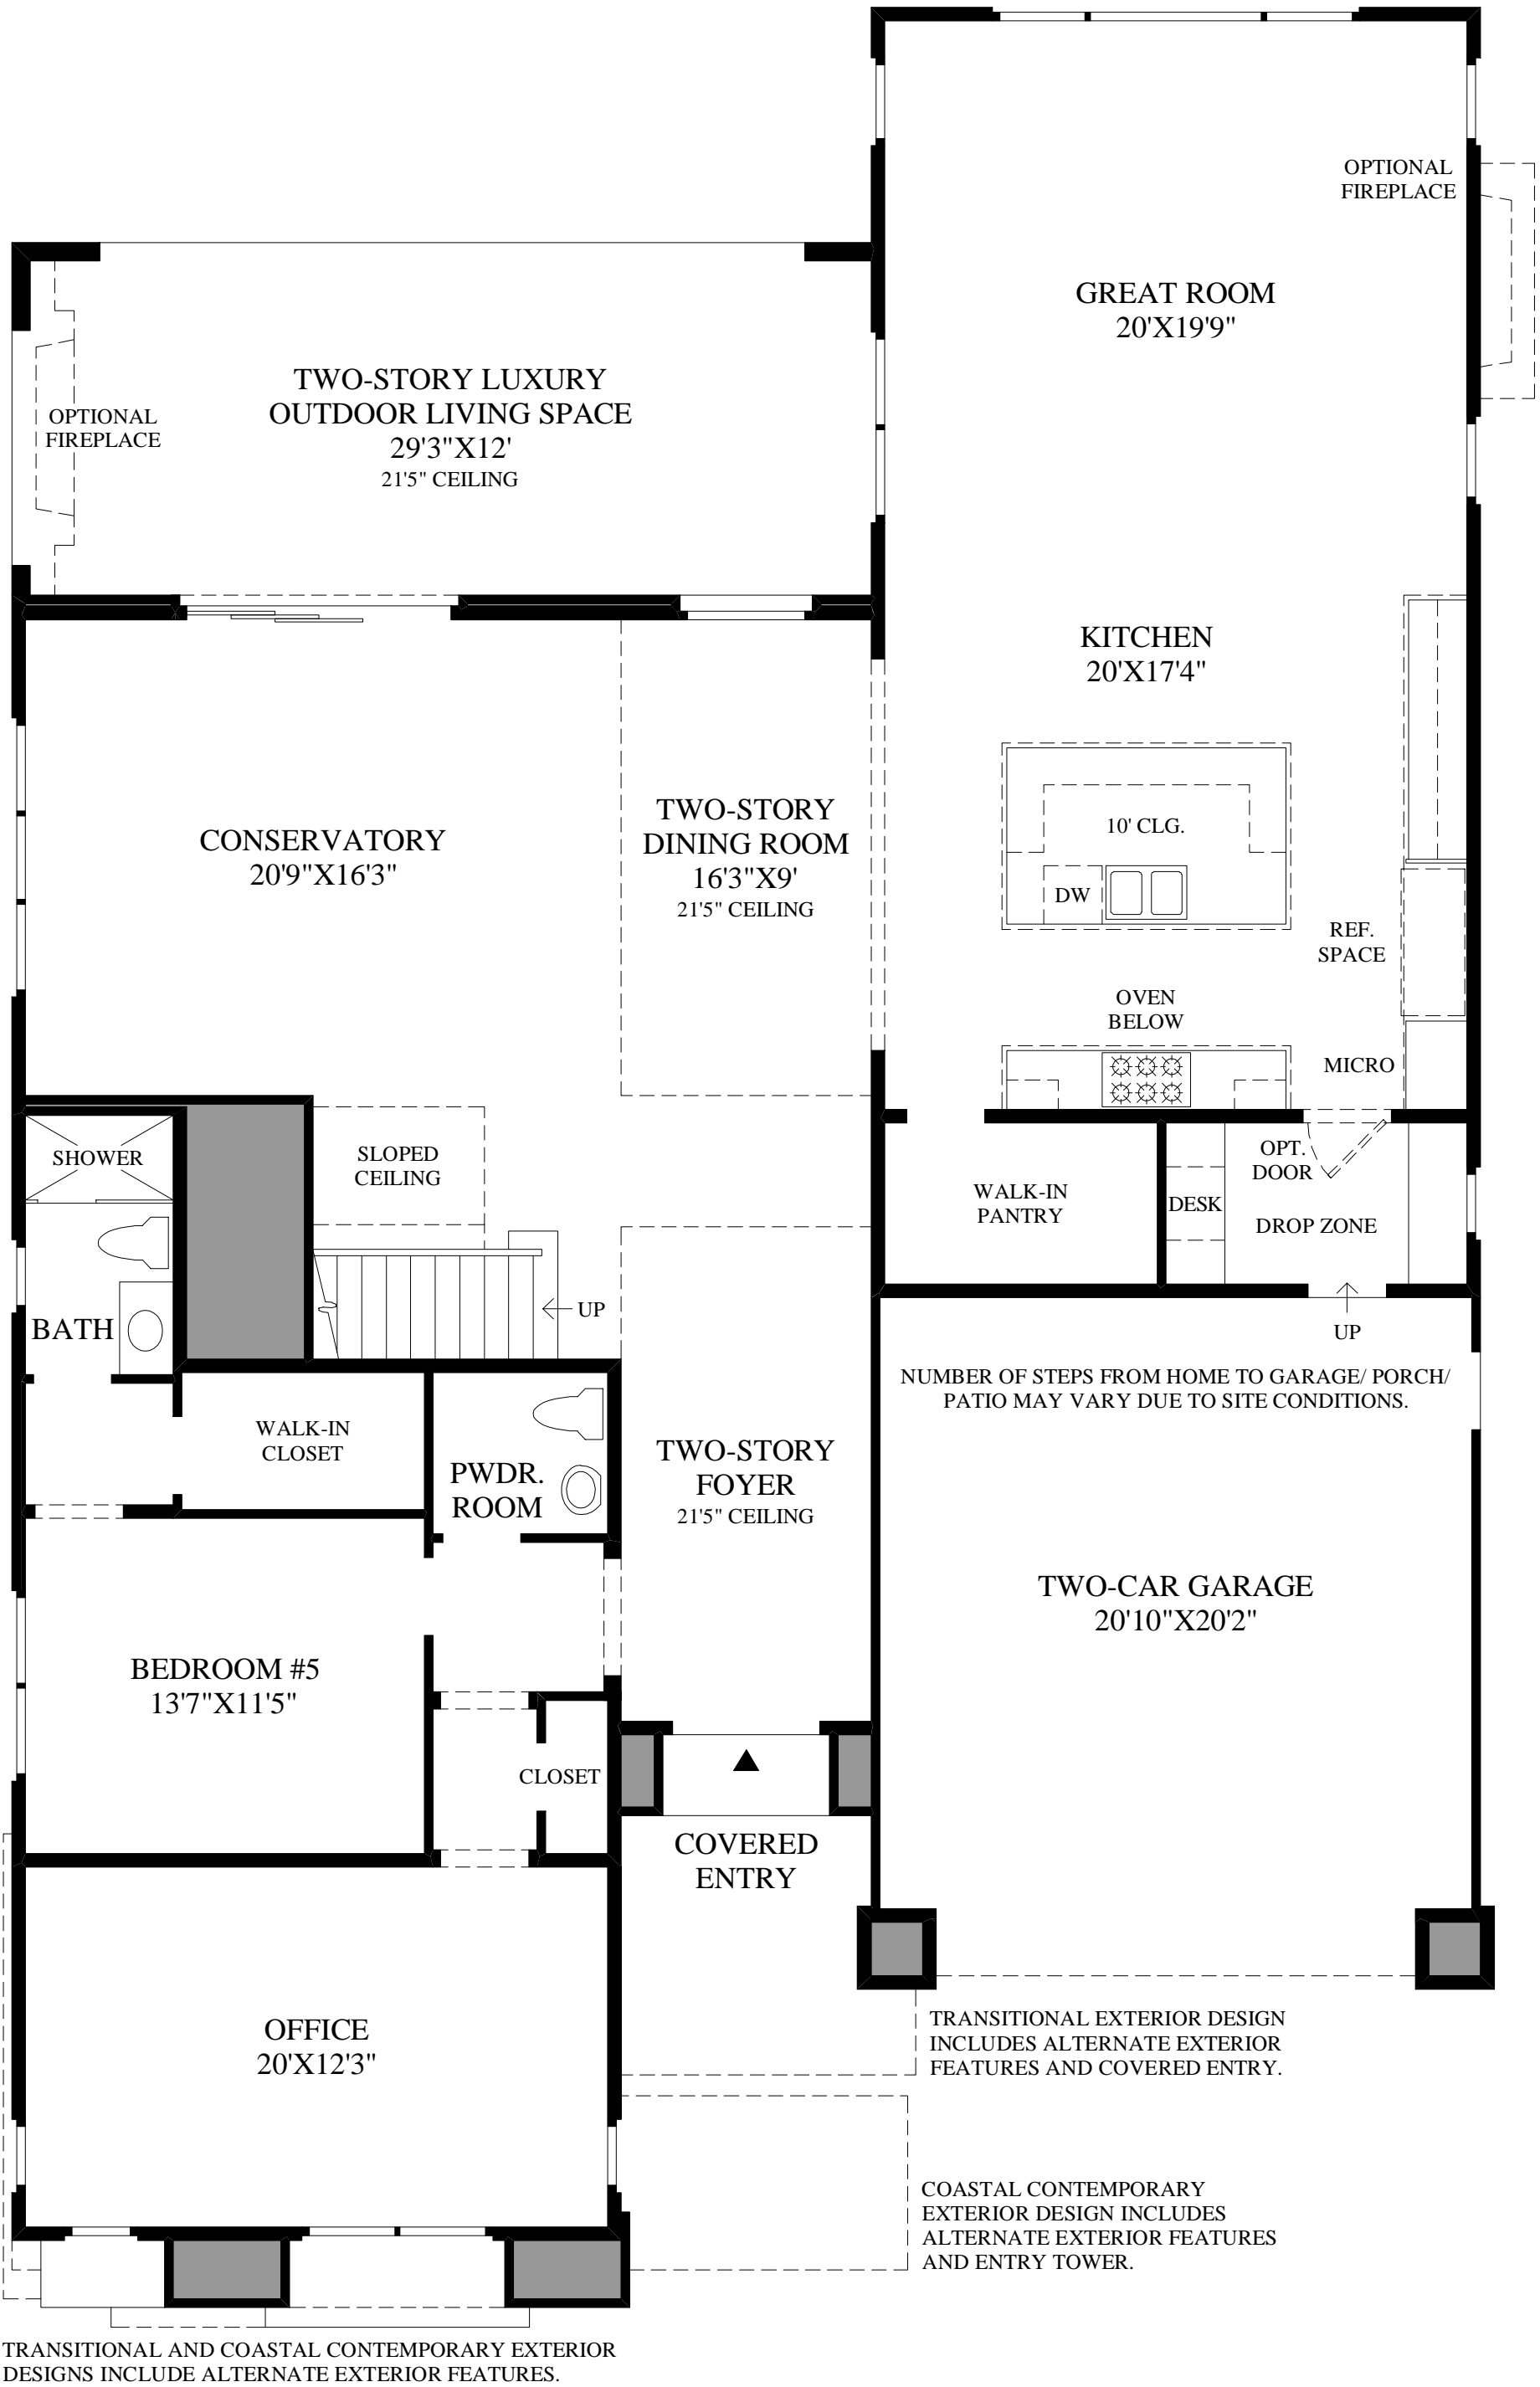 OPTIONAL
FIREPLACE
GREAT ROOM
20'X19'9"
TWO-STORY LUXURY
OUTDOOR LIVING SPACE
29'3"X12'
21'5" CEILING
OPTIONAL
FIREPLACE
KITCHEN
20'X17'4"
TWO-STORY
DINING ROOM
16'3"X9'
21'5" CEILING
CONSERVATORY
20'9"X16'3"
10' CLG.
DW
REF.
SPACE
OVEN
BELOW
MICRO
SHOWER
SLOPED
CEILING
OPT.
DOOR
WALK-IN
PANTRY
DESK
DROP ZONE
UP
BATH
UP
NUMBER OF STEPS FROM HOME TO GARAGE/ PORCH/
PATIO MAY VARY DUE TO SITE CONDITIONS.
WALK-IN
CLOSET
PWDR.
ROOM
TWO-STORY
FOYER
21'5" CEILING
TWO-CAR GARAGE
20'10"X20'2"
BEDROOM #5
13'7"X11'5"
CLOSET
COVERED
ENTRY
OFFICE
20'X12'3"
TRANSITIONAL EXTERIOR DESIGN
INCLUDES ALTERNATE EXTERIOR
FEATURES AND COVERED ENTRY.
COASTAL CONTEMPORARY
EXTERIOR DESIGN INCLUDES
ALTERNATE EXTERIOR FEATURES
AND ENTRY TOWER.
TRANSITIONAL AND COASTAL CONTEMPORARY EXTERIOR
DESIGNS INCLUDE ALTERNATE EXTERIOR FEATURES.